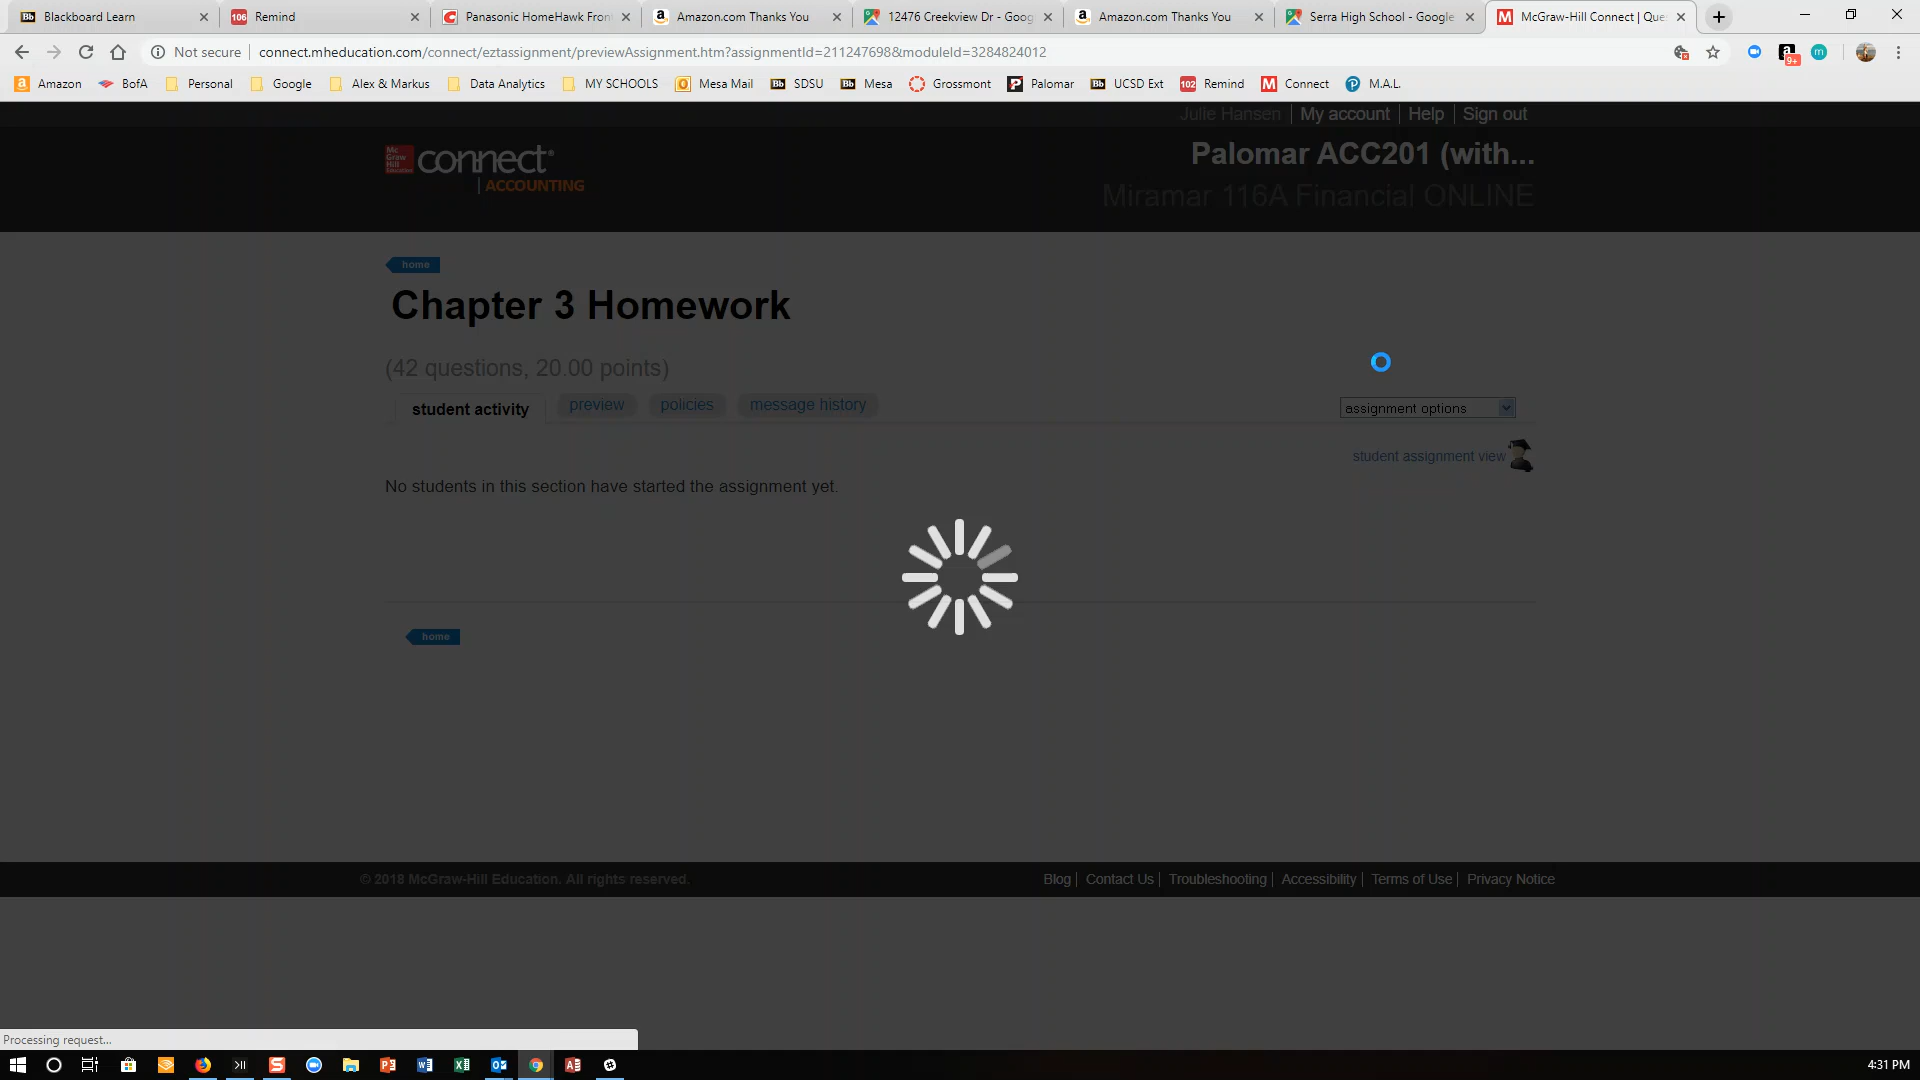 Blackboard Learn
Remind
Panasonic HomeHawk Fron
Amazon.com Thanks You
12476 Creekview Dr - Goog
Amazon.com Thanks You
Serra High School - Google
McGraw-Hill Connect | Que
Not secure
connect.mheducation.com/connect/eztassignment/previewAssignment.htm?assignmentId=211247698&moduleId=3284824012
Amazon
BofA
Personal
Google
Alex & Markus
Data Analytics
MY SCHOOLS
Mesa Mail
SDSU
Mesa
Grossmont
Palomar
UCSD Ext
Remind
Connect
M.A.L.
Julie Hansen | My account | Help | Sign out
Mc Graw Hill Education
connect®
| ACCOUNTING
Palomar ACC201 (with...
Miramar 116A Financial ONLINE
home
Chapter 3 Homework
(42 questions, 20.00 points)
student activity
preview
policies
message history
assignment options
student assignment view
No students in this section have started the assignment yet.
home
© 2018 McGraw-Hill Education. All rights reserved.
Blog | Contact Us | Troubleshooting | Accessibility | Terms of Use | Privacy Notice
Processing request...
4:31 PM